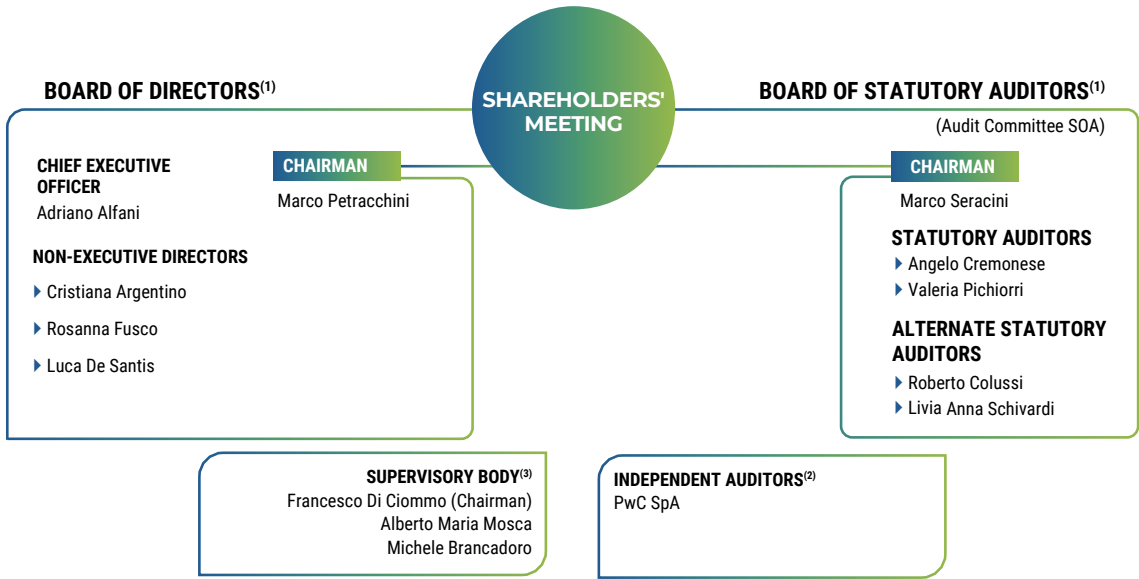 SHAREHOLDERS'
MEETING
BOARD OF DIRECTORS(1)
CHIEF EXECUTIVE
OFFICER
Adriano Alfani
CHAIRMAN
Marco Petracchini
NON-EXECUTIVE DIRECTORS
Cristiana Argentino
Rosanna Fusco
Luca De Santis
BOARD OF STATUTORY AUDITORS(1)
(Audit Committee SOA)
CHAIRMAN
Marco Seracini
STATUTORY AUDITORS
Angelo Cremonese
Valeria Pichiorri
ALTERNATE STATUTORY
AUDITORS
Roberto Colussi
Livia Anna Schivardi
SUPERVISORY BODY(3)
Francesco Di Ciommo (Chairman)
Alberto Maria Mosca
Michele Brancadoro
INDEPENDENT AUDITORS(2)
PwC SpA